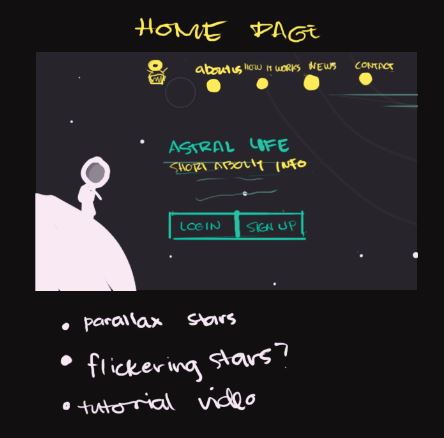 HOME PAGE
about us HOW IT WORKS NEWS CONTACT
ASTRAL LIFE
SHORT ABOUT INFO
LOGIN SIGN UP
• parallax stars
• flickering stars?
• tutorial video